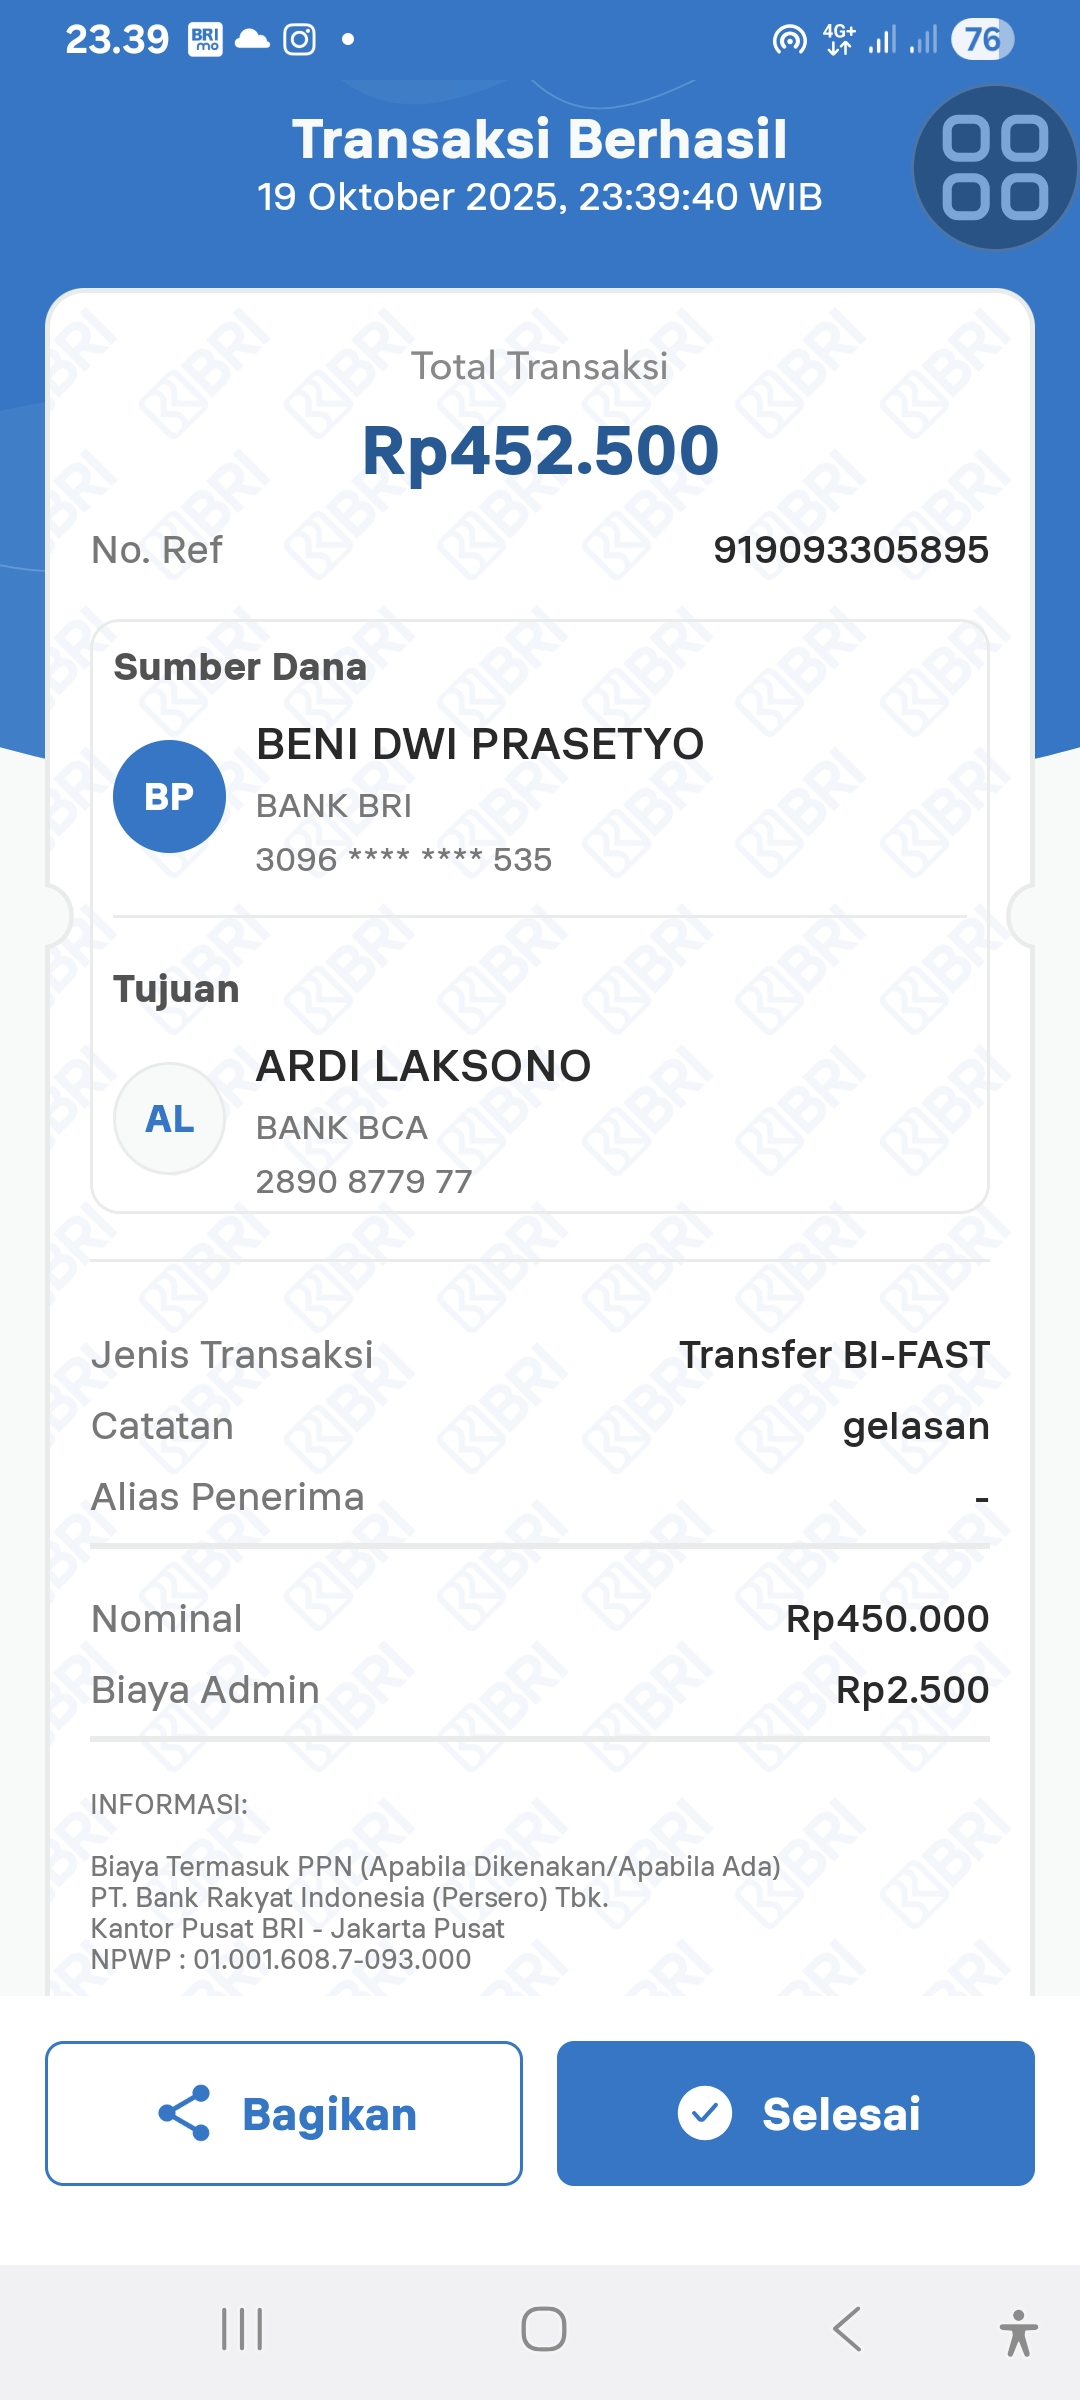 23.39 BRI mo 4G+ 76
Transaksi Berhasil
19 Oktober 2025, 23:39:40 WIB
Total Transaksi
Rp452.500
No. Ref 919093305895
Sumber Dana
BENI DWI PRASETYO
BP
BANK BRI
3096 **** **** 535
Tujuan
ARDI LAKSONO
AL
BANK BCA
2890 8779 77
Jenis Transaksi Transfer BI-FAST
Catatan gelasan
Alias Penerima -
Nominal Rp450.000
Biaya Admin Rp2.500
INFORMASI:
Biaya Termasuk PPN (Apabila Dikenakan/Apabila Ada)
PT. Bank Rakyat Indonesia (Persero) Tbk.
Kantor Pusat BRI - Jakarta Pusat
NPWP : 01.001.608.7-093.000
Bagikan Selesai